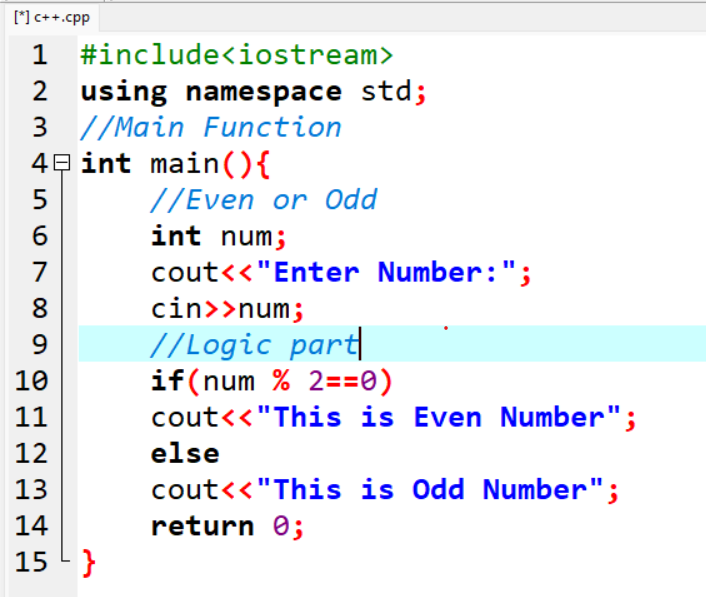 [*] c++.cpp
1 #include<iostream>
2 using namespace std;
3 //Main Function
4 int main(){
5 //Even or Odd
6 int num;
7 cout<<"Enter Number:";
8 cin>>num;
9 //Logic part
10 if(num % 2==0)
11 cout<<"This is Even Number";
12 else
13 cout<<"This is Odd Number";
14 return 0;
15 }